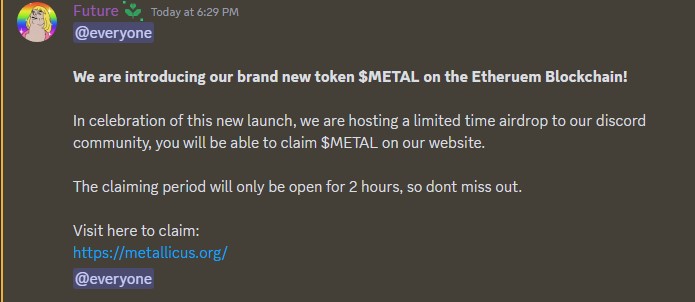 Future Today at 6:29 PM
@everyone
We are introducing our brand new token $METAL on the Etheruem Blockchain!
In celebration of this new launch, we are hosting a limited time airdrop to our discord
community, you will be able to claim $METAL on our website.
The claiming period will only be open for 2 hours, so dont miss out.
Visit here to claim:
https://metallicus.org/
@everyone